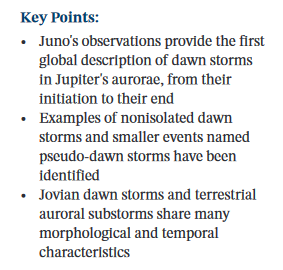 Key Points:
• Juno's observations provide the first
global description of dawn storms
in Jupiter's aurorae, from their
initiation to their end
• Examples of nonisolated dawn
storms and smaller events named
pseudo-dawn storms have been
identified
• Jovian dawn storms and terrestrial
auroral substorms share many
morphological and temporal
characteristics